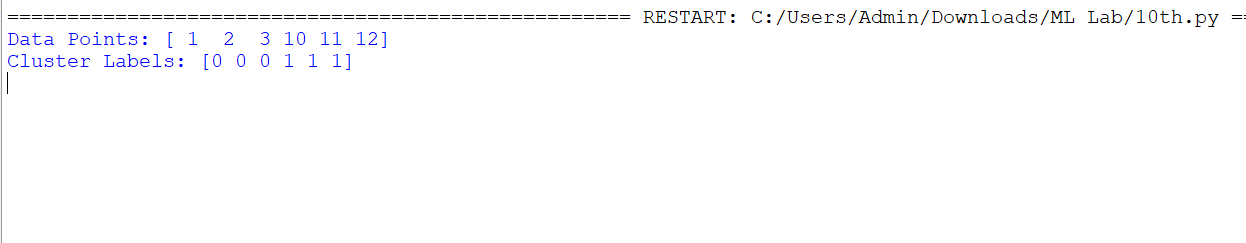 ==================================================== RESTART: C:/Users/Admin/Downloads/ML Lab/10th.py ==
Data Points: [ 1  2  3 10 11 12]
Cluster Labels: [0 0 0 1 1 1]